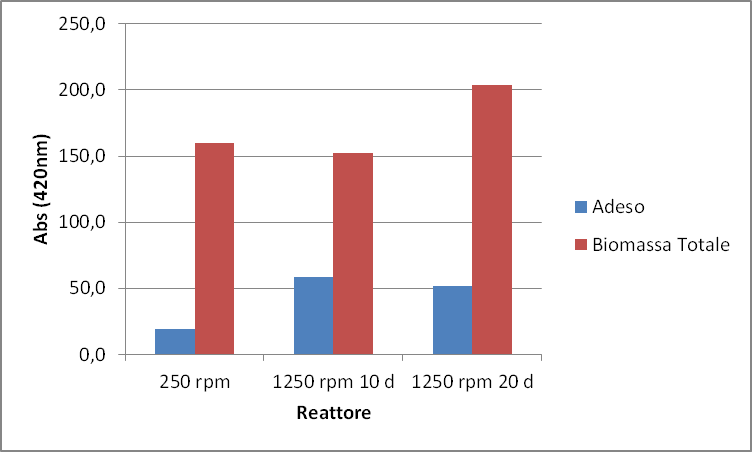 250,0
200,0
150,0
100,0
50,0
0,0
Abs (420nm)
250 rpm
1250 rpm 10 d
1250 rpm 20 d
Reattore
Adeso
Biomassa Totale